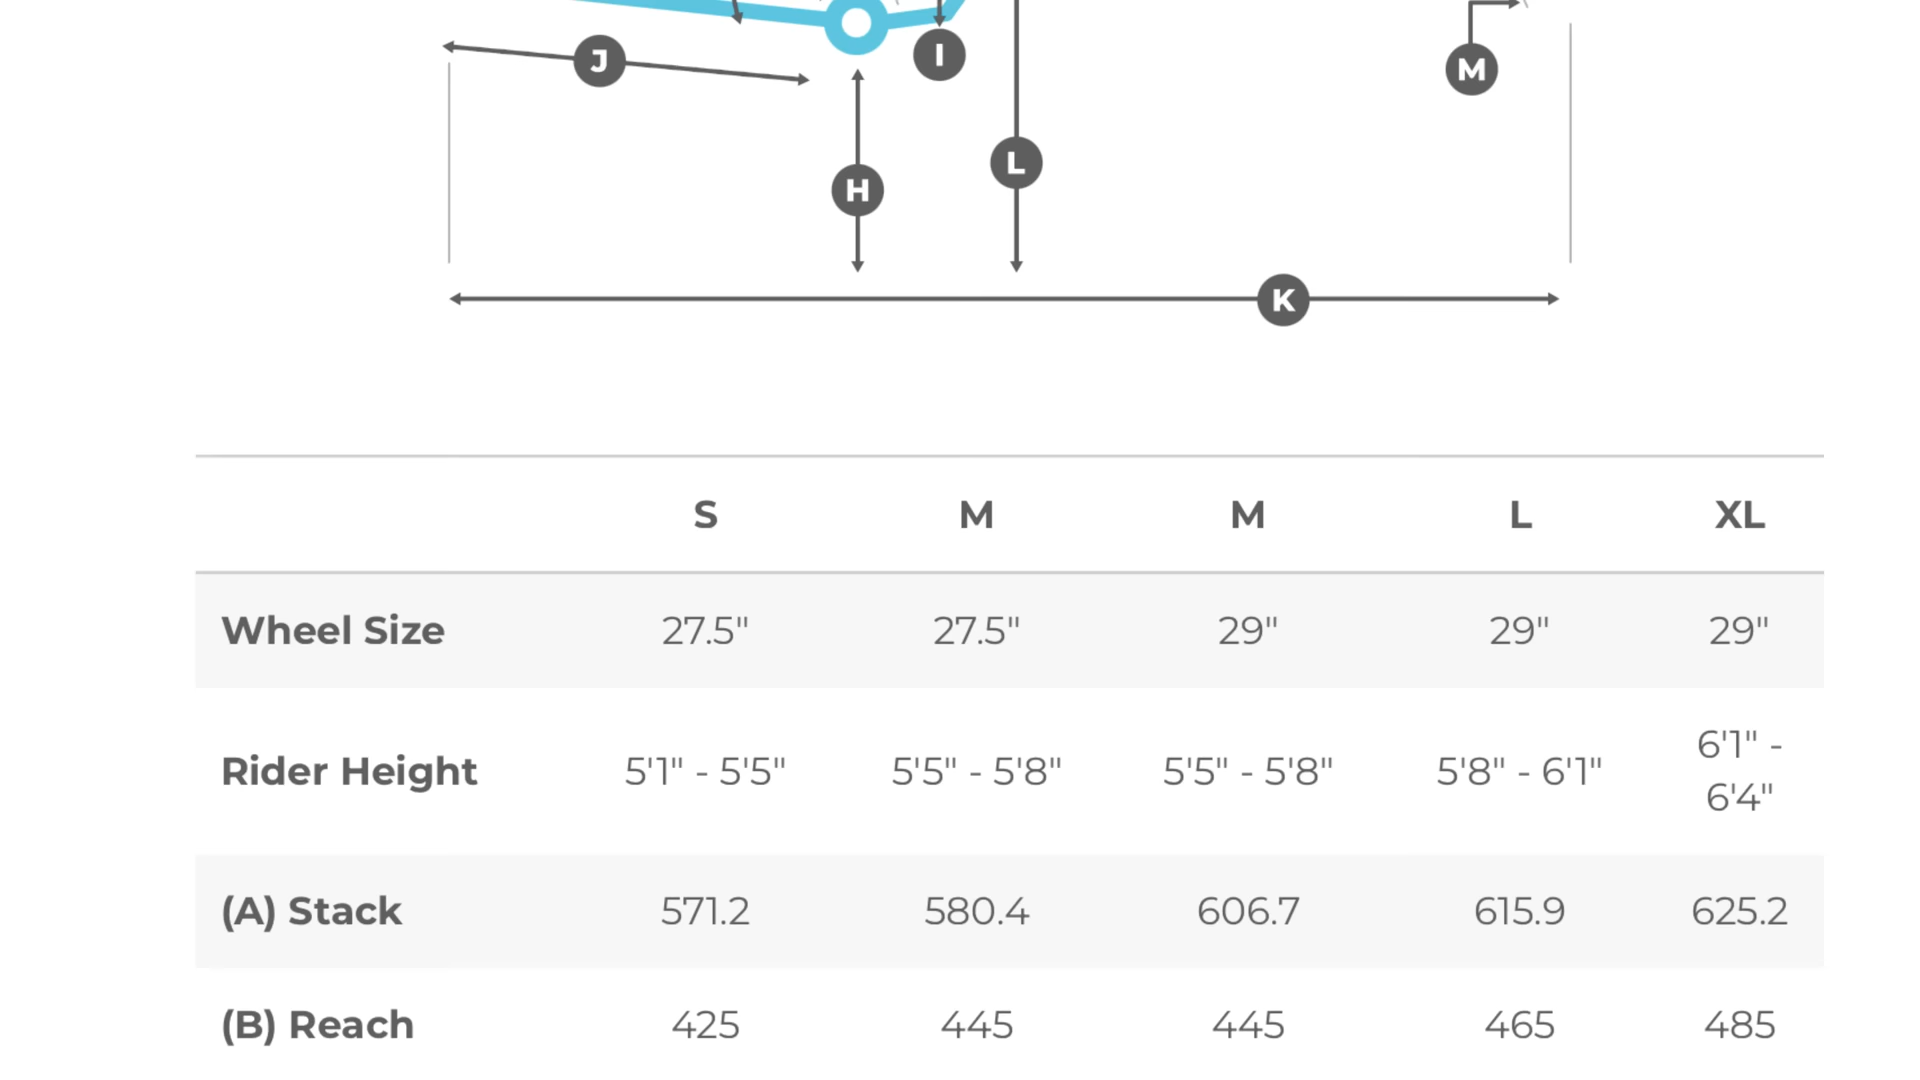 J
I
M
L
H
K
S M M L XL
Wheel Size 27.5" 27.5" 29" 29" 29"
Rider Height 5'1" - 5'5" 5'5" - 5'8" 5'5" - 5'8" 5'8" - 6'1" 6'1" -
6'4"
(A) Stack 571.2 580.4 606.7 615.9 625.2
(B) Reach 425 445 445 465 485